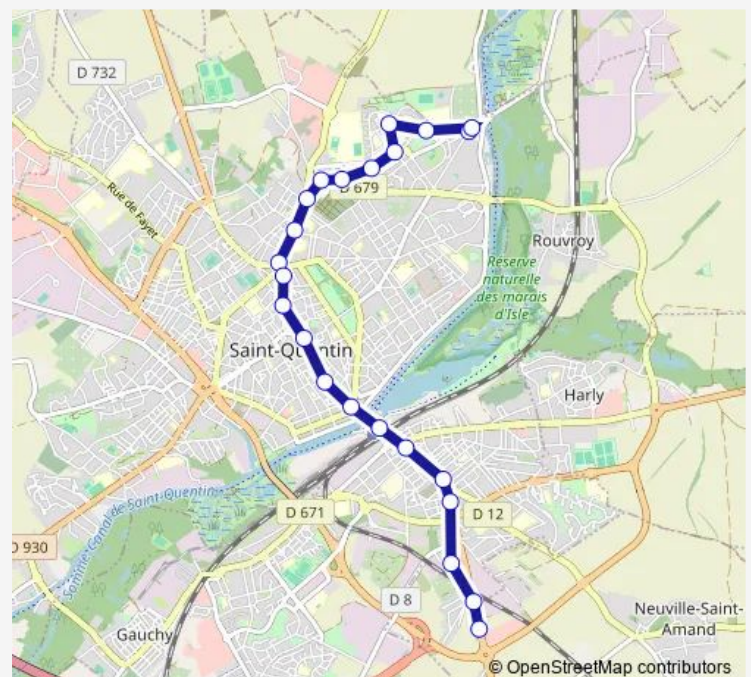 D 732
Rue de Fayet
D 679
Rouvroy
Réserve
naturelle
des marais
d'Isle
Saint-Quentin
Harly
Somme-Canal de Saint-Quentin
D 671
D 12
D 930
D 8
Gauchy
Neuville-Saint-
Amand
© OpenStreetMap contributors